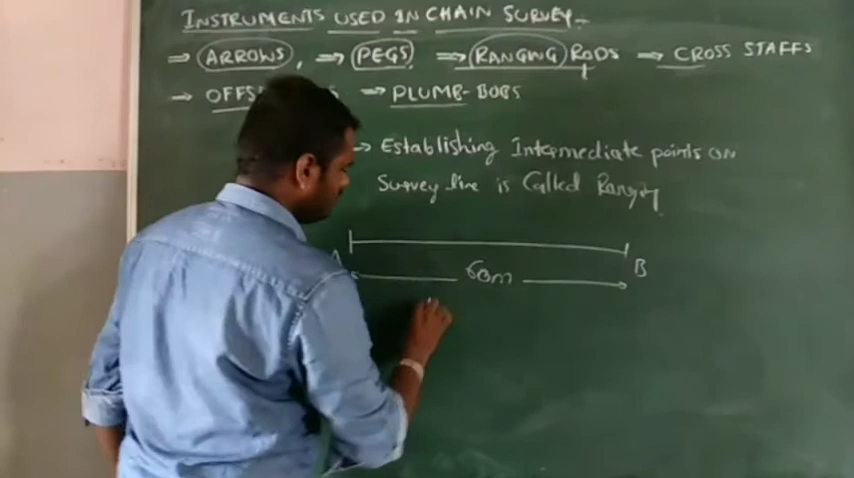 INSTRUMENTS USED IN CHAIN SURVEY
⇒ ARROWS, ⇒ PEGS ⇒ RANGING RODS → CROSS STAFFS
→ ⇒ PLUMB-BOBS
→ Establishing Intermediate points on
Survey line is Called Ranging
A B
60m